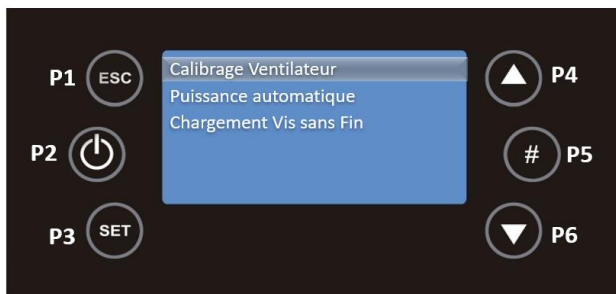 P1 ESC
Calibrage Ventilateur
P4
Puissance automatique
Chargement Vis sans Fin
P2
# P5
P3 SET
P6